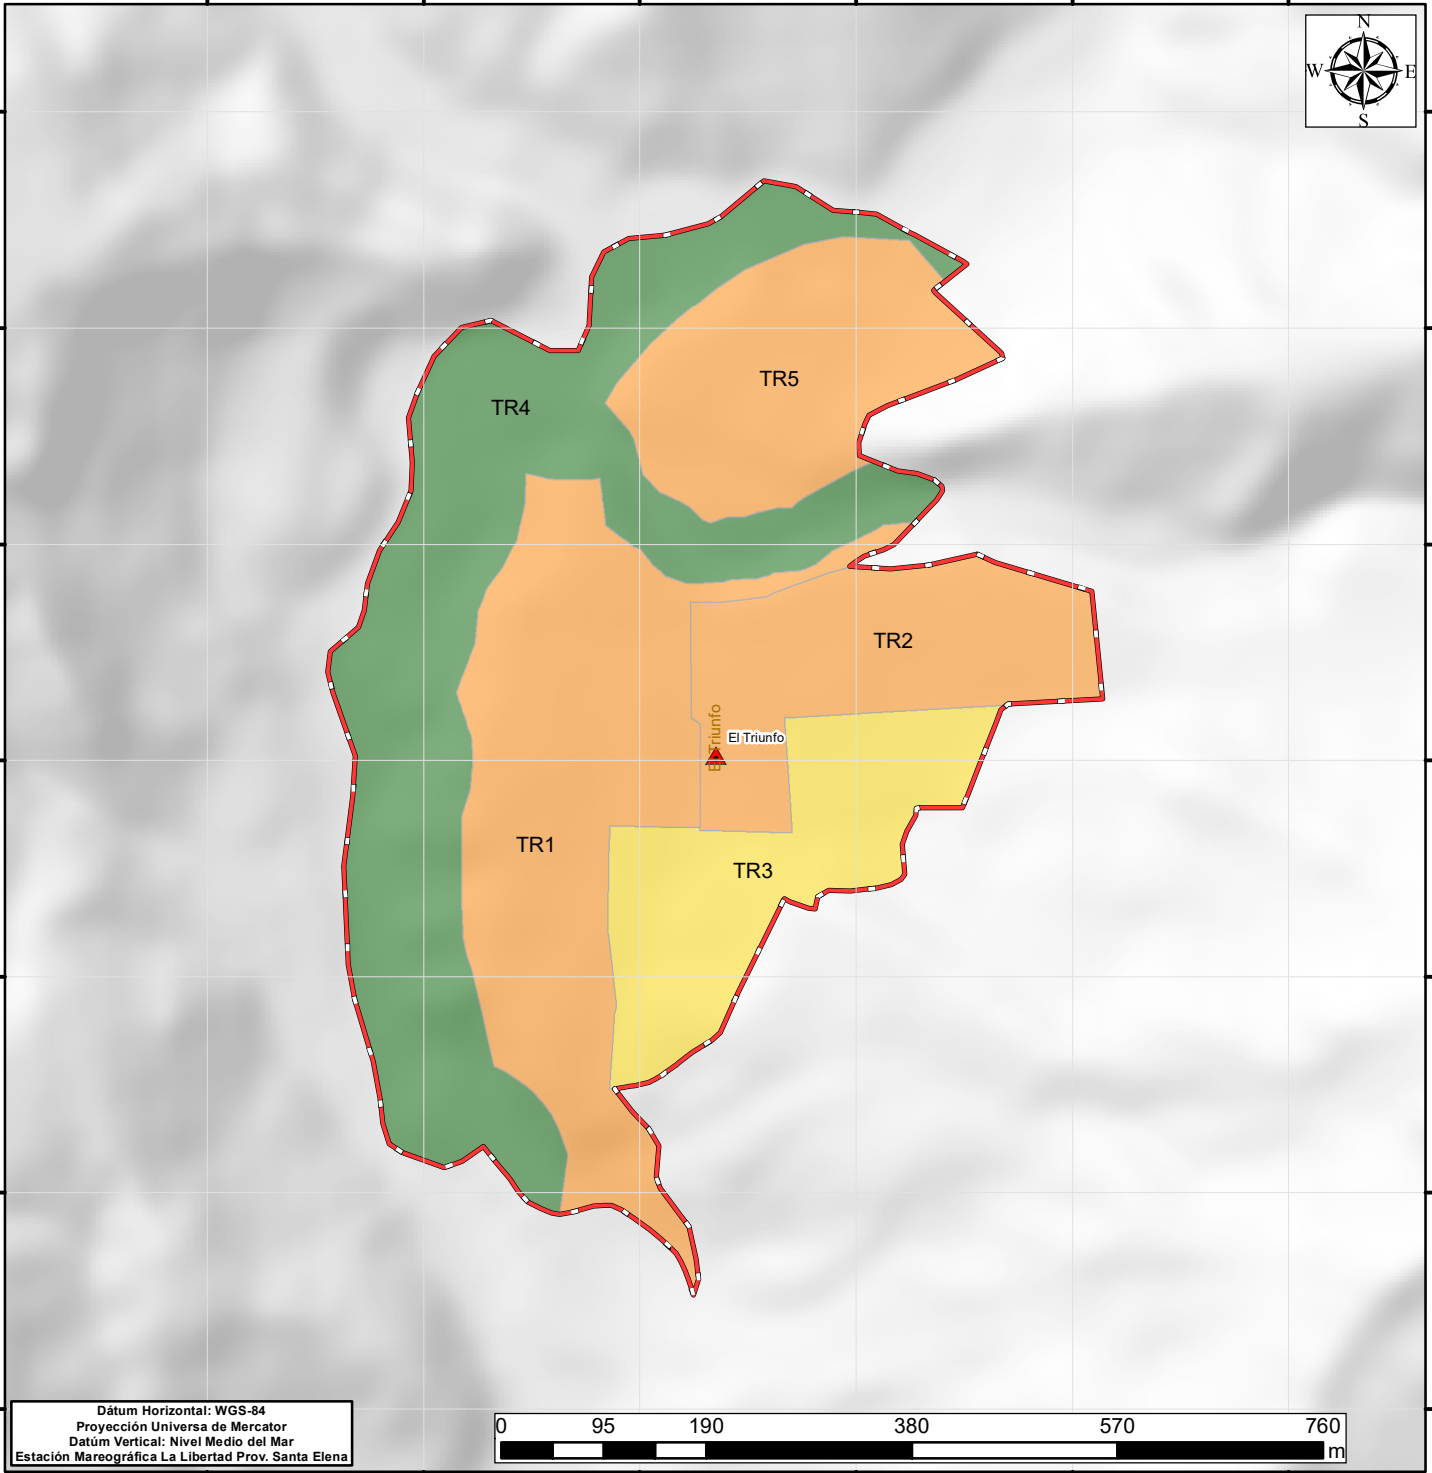 N
W E
S
TR5
TR4
TR2
El Triunfo
El Triunfo
TR1
TR3
Dátum Horizontal: WGS-84
Proyección Universa de Mercator
Datúm Vertical: Nivel Medio del Mar
Estación Mareográfica La Libertad Prov. Santa Elena
0 95 190 380 570 760
m